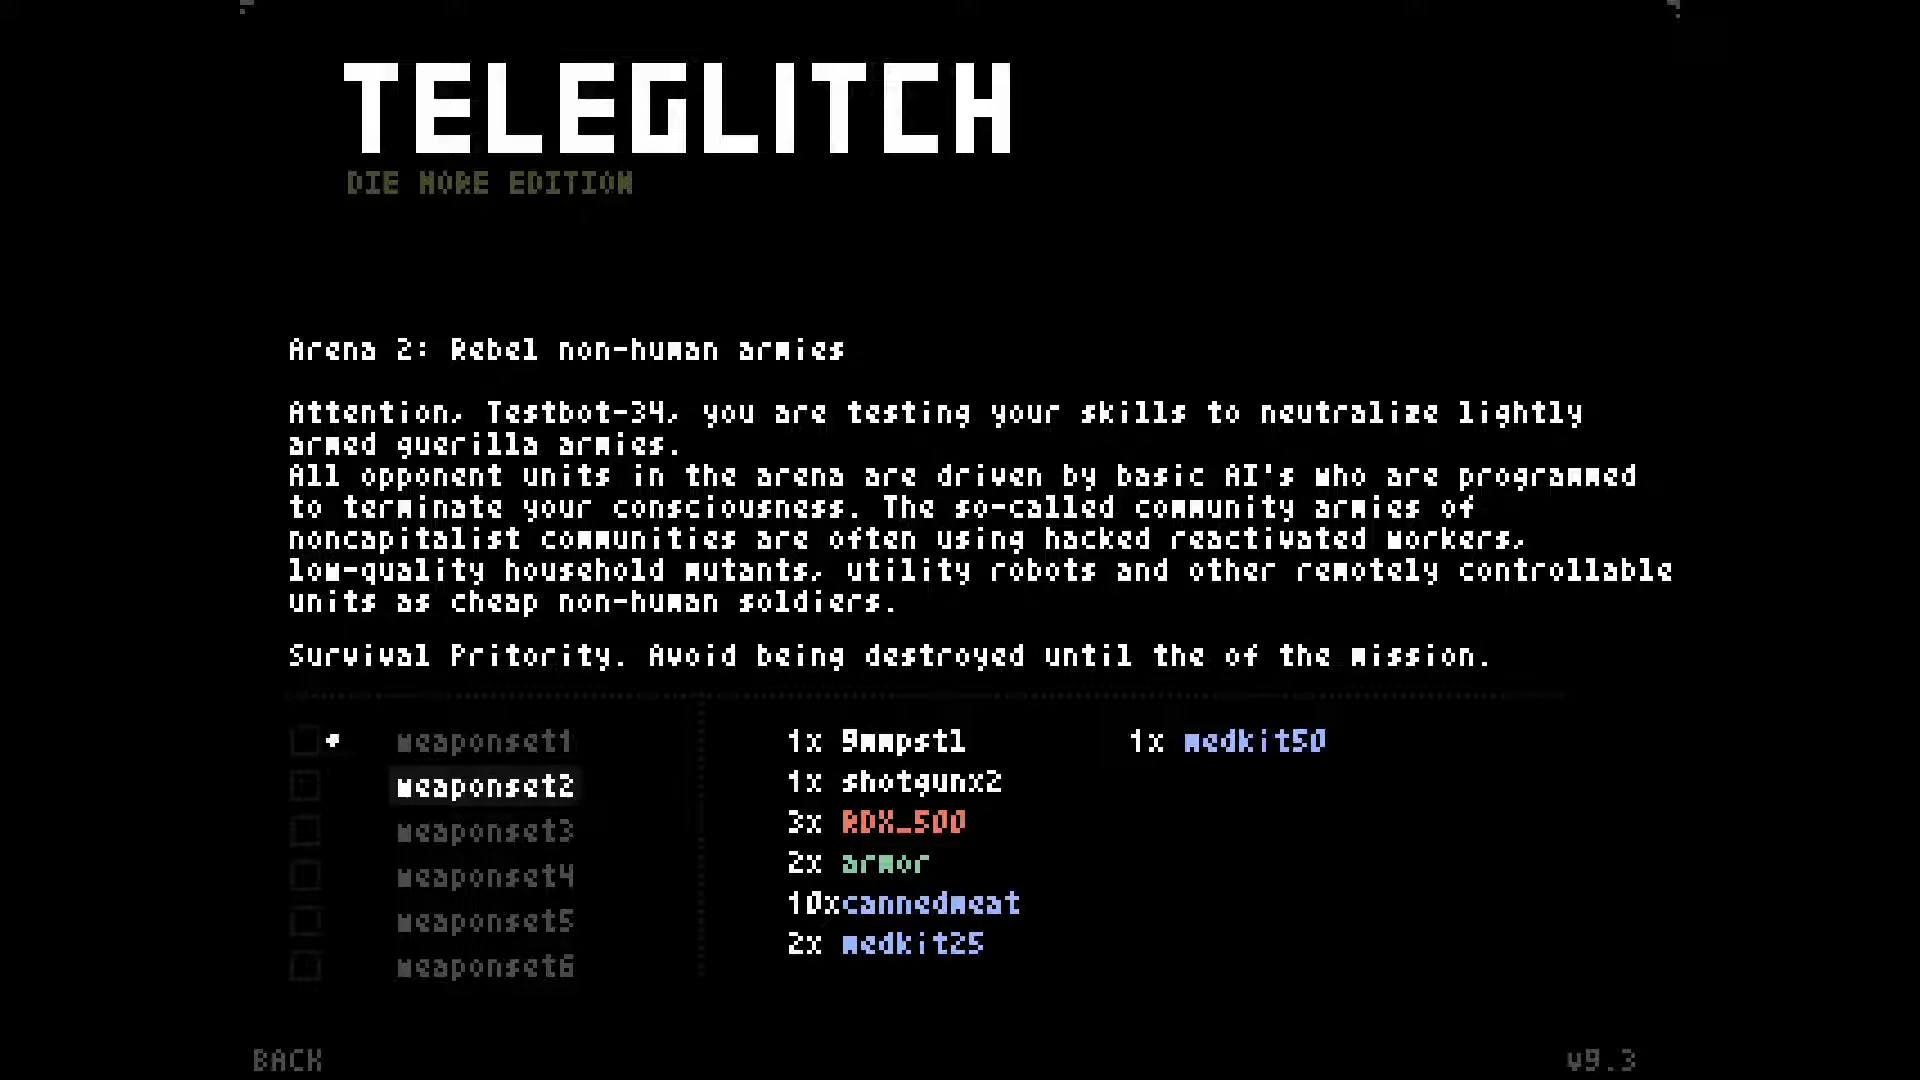 TELEGLITCH
DIE MORE EDITION
Arena 2: Rebel non-human armies
Attention, Testbot-34, you are testing your skills to neutralize lightly
armed guerilla armies.
All opponent units in the arena are driven by basic AI's who are programmed
to terminate your consciousness. The so-called community armies of
noncapitalist communities are often using hacked reactivated workers,
low-quality household mutants, utility robots and other remotely controllable
units as cheap non-human soldiers.
Survival Pritority. Avoid being destroyed until the of the mission.
weaponset1
weaponset2
weaponset3
weaponset4
weaponset5
weaponset6
1x 9mmpstl
1x shotgunx2
3x RDX_500
2x armor
10xcannedmeat
2x medkit25
1x medkit50
BACK
v9.3